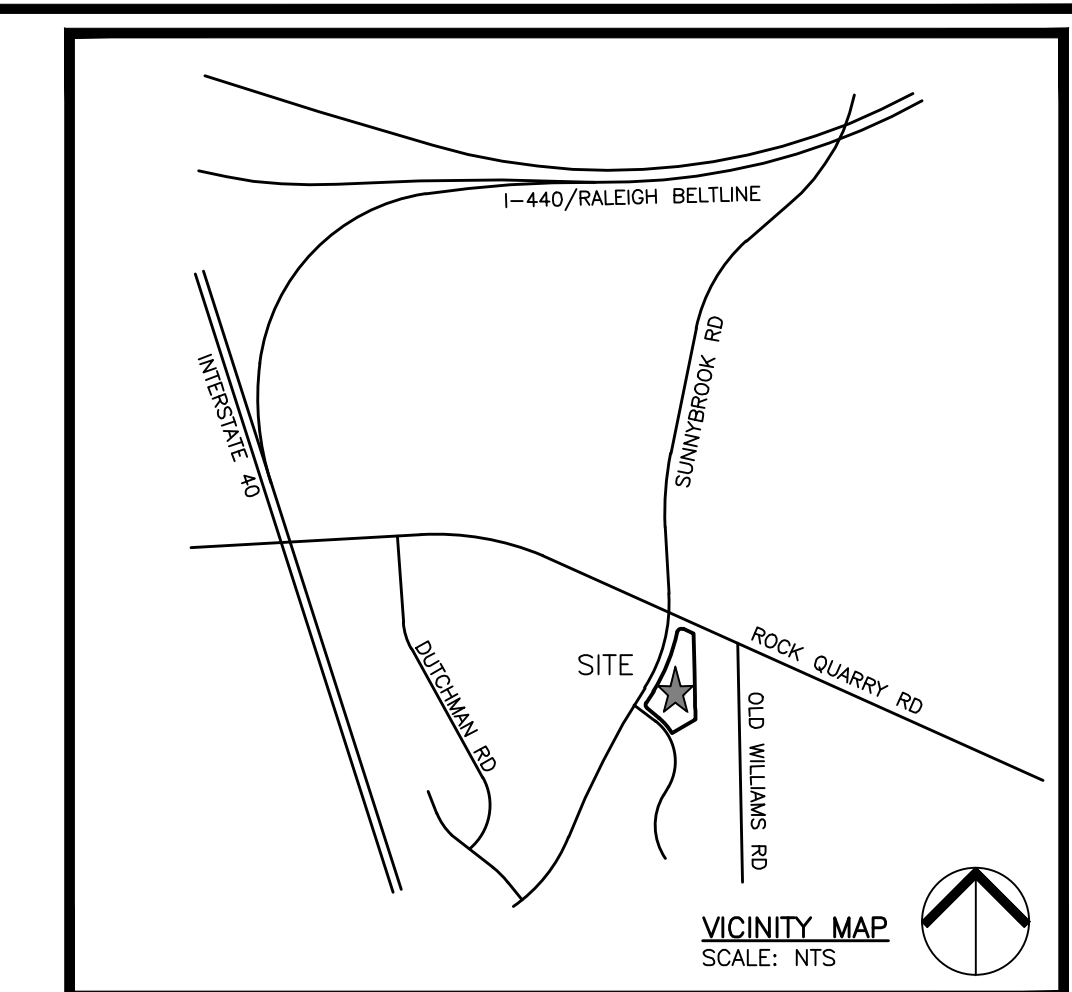 I-440/RALEIGH BELTLINE
SUNNYBROOK RD
INTERSTATE 40
DUTCHMAN RD
SITE
ROCK QUARRY RD
OLD WILLIAMS RD
VICINITY MAP
SCALE: NTS